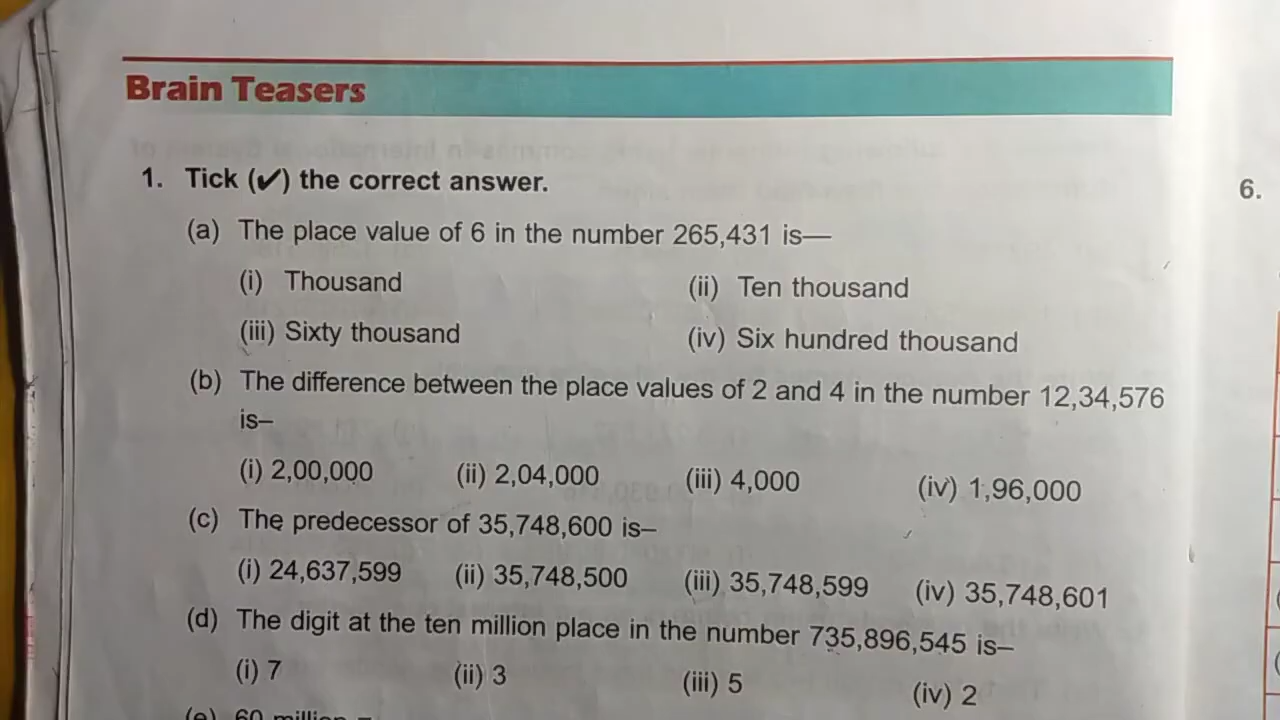 Brain Teasers
1. Tick (✔) the correct answer.
6.
(a) The place value of 6 in the number 265,431 is—
(i) Thousand (ii) Ten thousand
(iii) Sixty thousand (iv) Six hundred thousand
(b) The difference between the place values of 2 and 4 in the number 12,34,576
is–
(i) 2,00,000 (ii) 2,04,000 (iii) 4,000 (iv) 1,96,000
(c) The predecessor of 35,748,600 is–
(i) 24,637,599 (ii) 35,748,500 (iii) 35,748,599 (iv) 35,748,601
(d) The digit at the ten million place in the number 735,896,545 is–
(i) 7 (ii) 3 (iii) 5 (iv) 2
(e) 60 million =